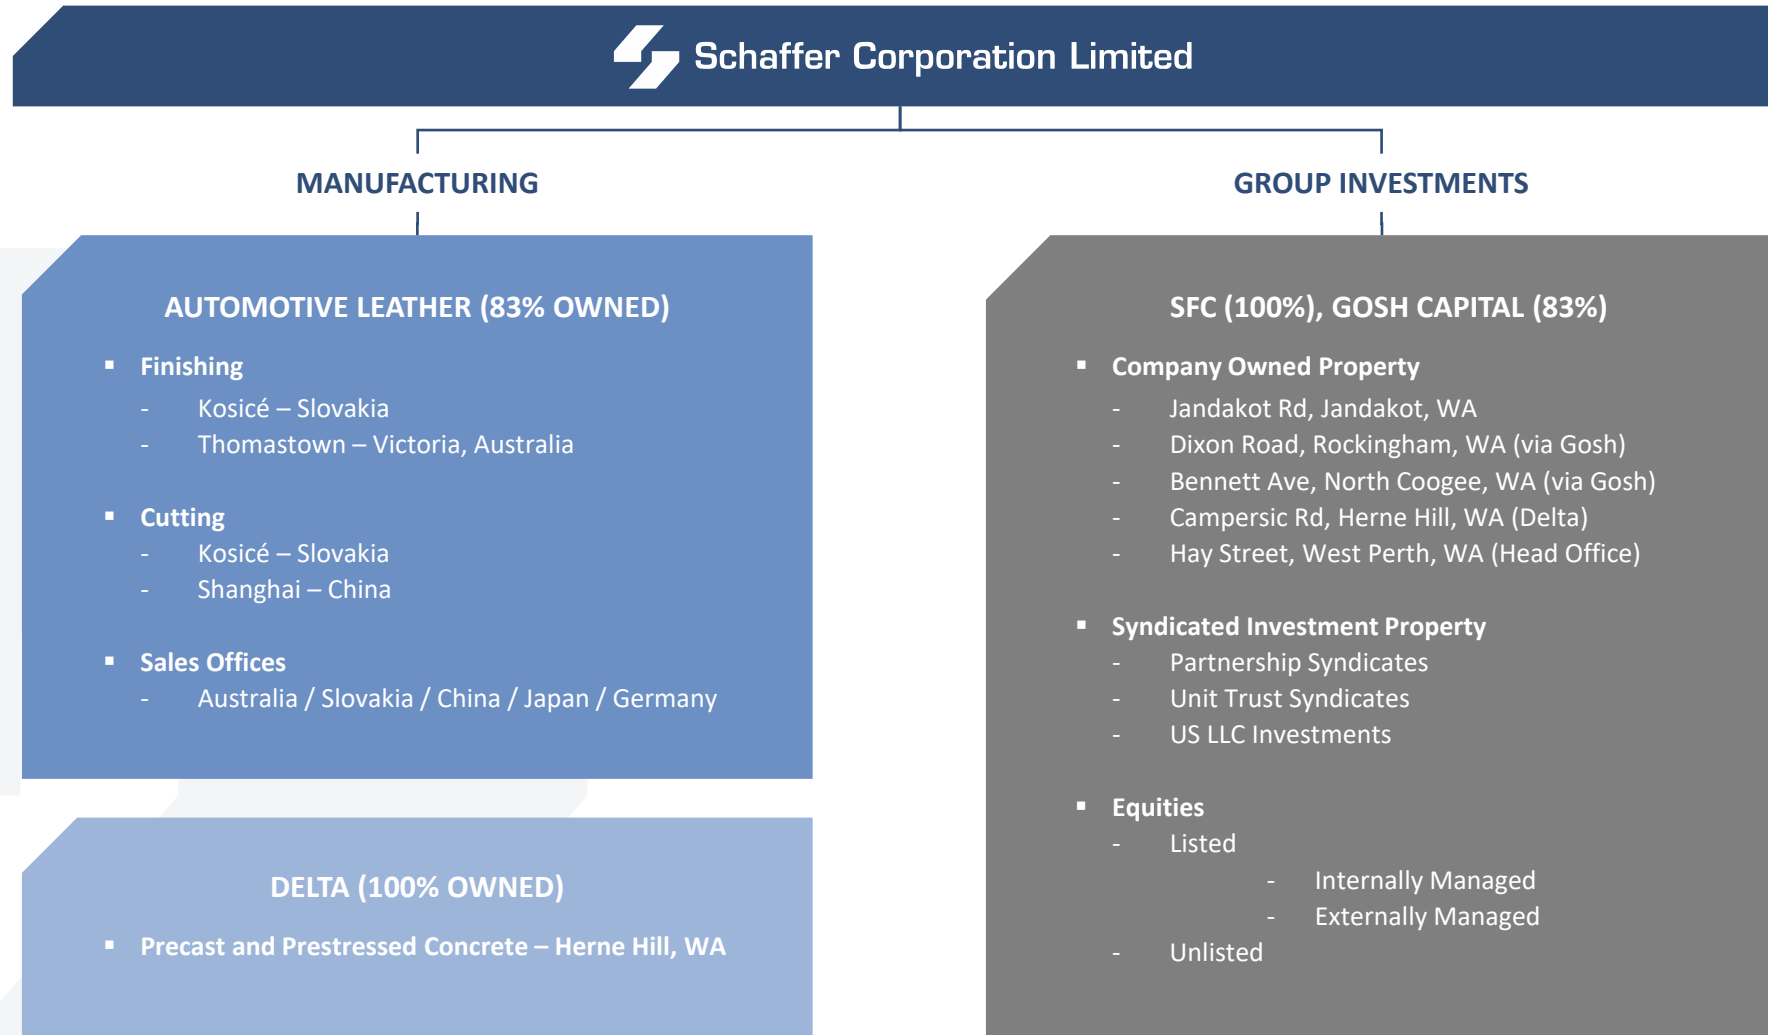 Schaffer Corporation Limited
MANUFACTURING
AUTOMOTIVE LEATHER (83% OWNED)
▪ Finishing
- Kosicé – Slovakia
- Thomastown – Victoria, Australia
▪ Cutting
- Kosicé – Slovakia
- Shanghai – China
▪ Sales Offices
- Australia / Slovakia / China / Japan / Germany
DELTA (100% OWNED)
▪ Precast and Prestressed Concrete – Herne Hill, WA
GROUP INVESTMENTS
SFC (100%), GOSH CAPITAL (83%)
▪ Company Owned Property
- Jandakot Rd, Jandakot, WA
- Dixon Road, Rockingham, WA (via Gosh)
- Bennett Ave, North Coogee, WA (via Gosh)
- Campersic Rd, Herne Hill, WA (Delta)
- Hay Street, West Perth, WA (Head Office)
▪ Syndicated Investment Property
- Partnership Syndicates
- Unit Trust Syndicates
- US LLC Investments
▪ Equities
- Listed
- Internally Managed
- Externally Managed
- Unlisted